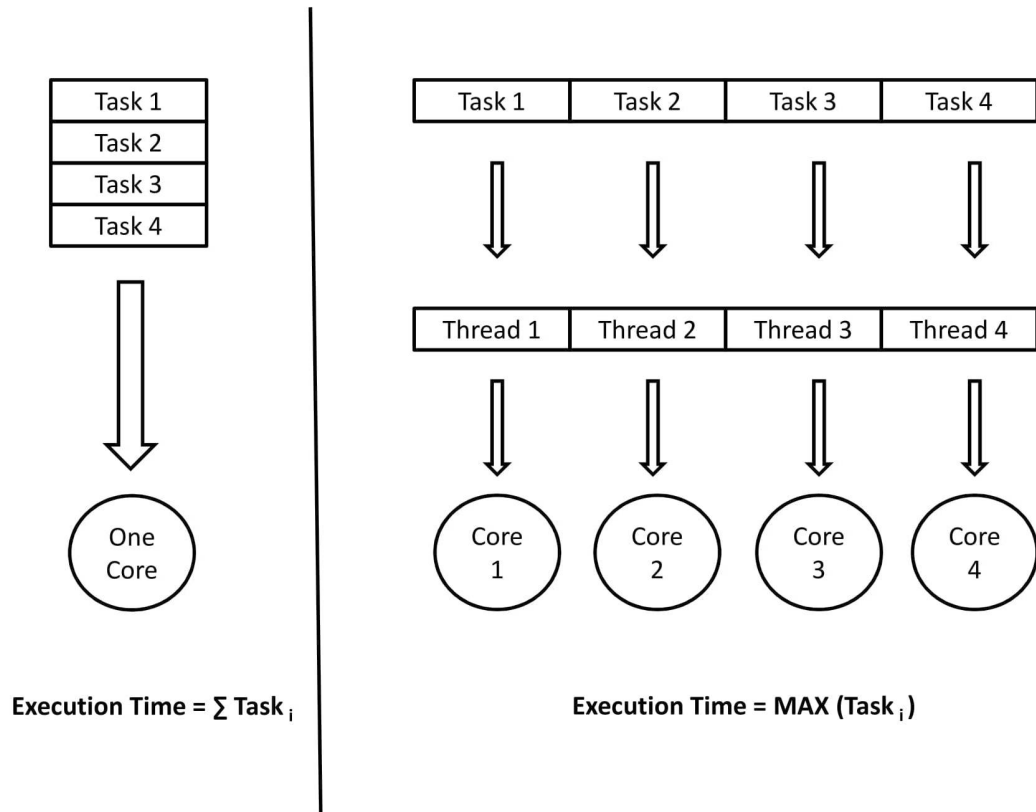 Task 1
Task 2
Task 3
Task 4
One
Core
Execution Time = ∑ Task i
Task 1 Task 2 Task 3 Task 4
Thread 1 Thread 2 Thread 3 Thread 4
Core Core Core Core
1 2 3 4
Execution Time = MAX (Task i)